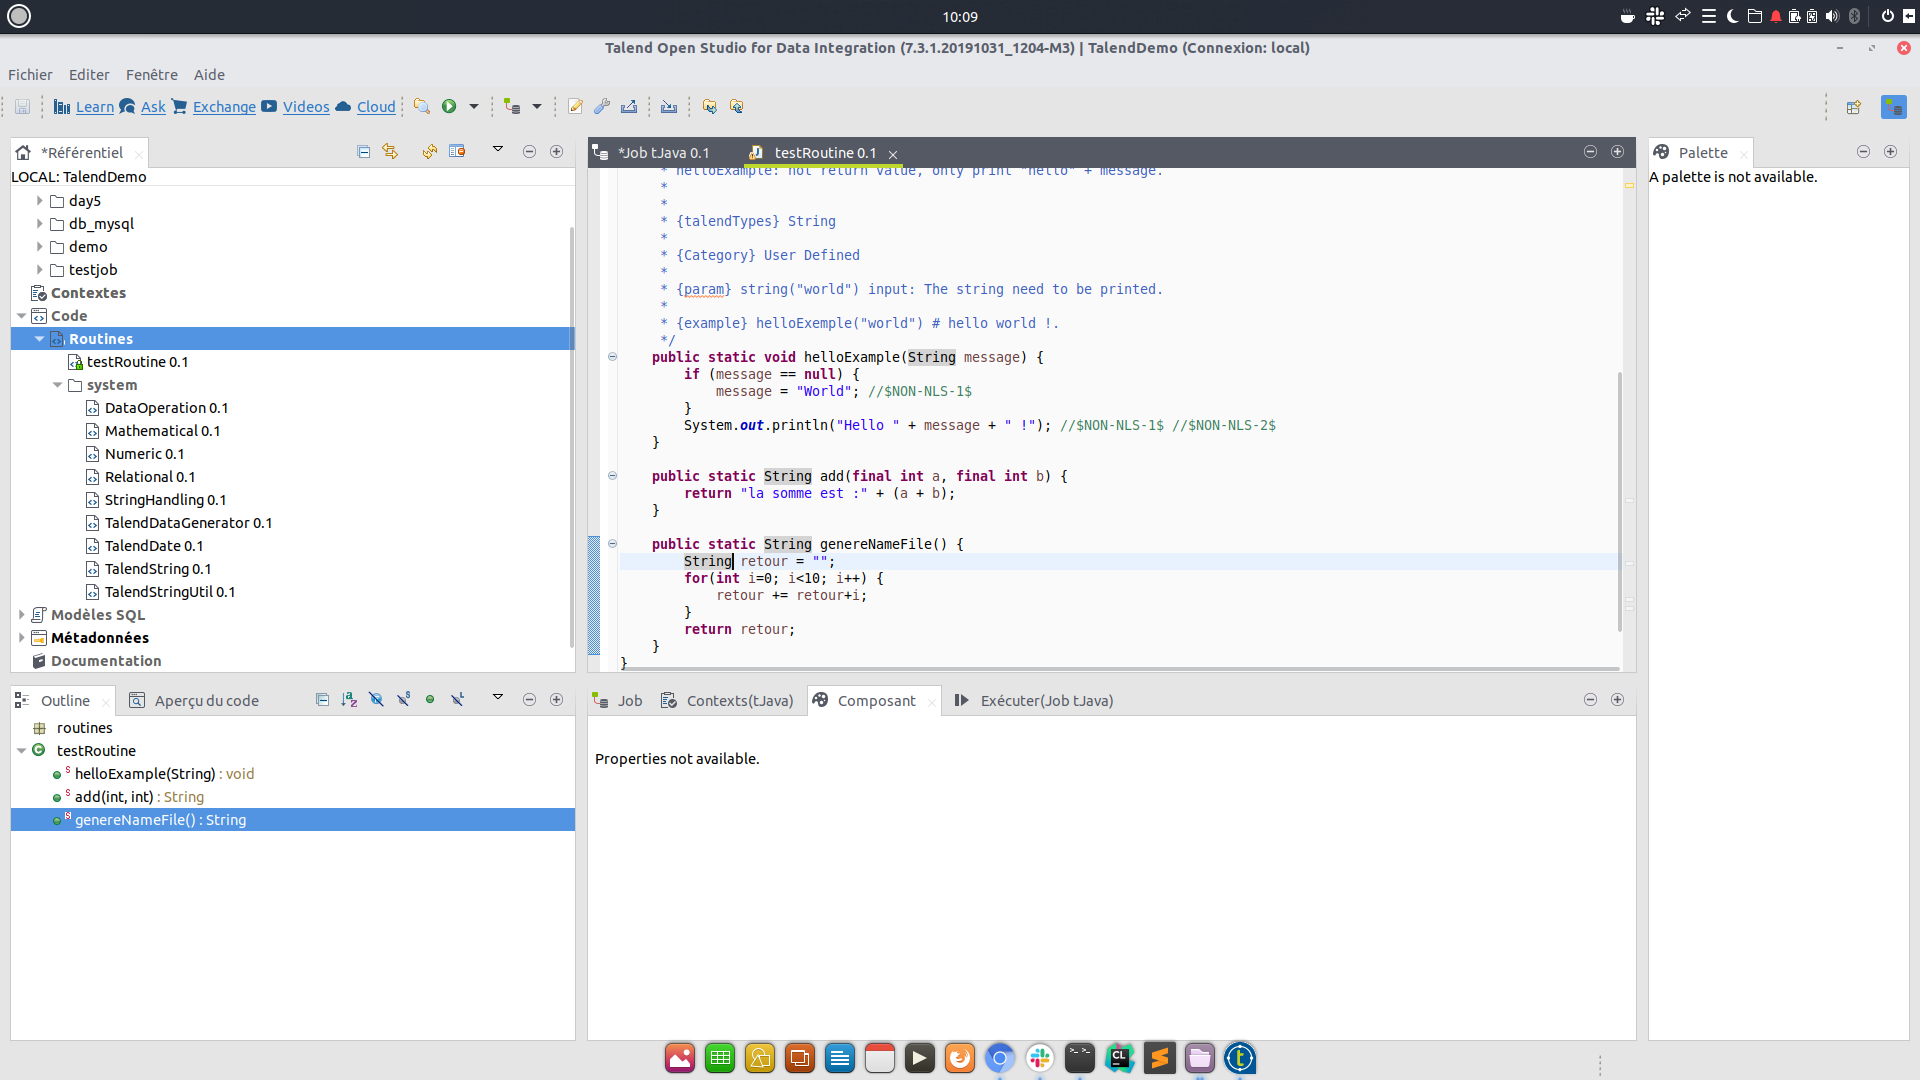 10:09
Talend Open Studio for Data Integration (7.3.1.20191031_1204-M3) | TalendDemo (Connexion: local)
Fichier Editer Fenêtre Aide
Learn Ask Exchange Videos Cloud
*Référentiel
LOCAL: TalendDemo
day5
db_mysql
demo
testjob
Contextes
Code
Routines
testRoutine 0.1
system
DataOperation 0.1
Mathematical 0.1
Numeric 0.1
Relational 0.1
StringHandling 0.1
TalendDataGenerator 0.1
TalendDate 0.1
TalendString 0.1
TalendStringUtil 0.1
Modèles SQL
Métadonnées
Documentation
*Job tJava 0.1 testRoutine 0.1
* helloExample: not return value, only print "hello" + message.
*
*
* {talendTypes} String
*
* {Category} User Defined
*
* {param} string("world") input: The string need to be printed.
*
* {example} helloExemple("world") # hello world !.
*/
public static void helloExample(String message) {
if (message == null) {
message = "World"; //$NON-NLS-1$
}
System.out.println("Hello " + message + " !"); //$NON-NLS-1$ //$NON-NLS-2$
}
public static String add(final int a, final int b) {
return "la somme est :" + (a + b);
}
public static String genereNameFile() {
String retour = "";
for(int i=0; i<10; i++) {
retour += retour+i;
}
return retour;
}
}
Palette
A palette is not available.
Outline Aperçu du code
routines
testRoutine
helloExample(String) : void
add(int, int) : String
genereNameFile() : String
Job Contexts(tJava) Composant Exécuter(Job tJava)
Properties not available.
CL